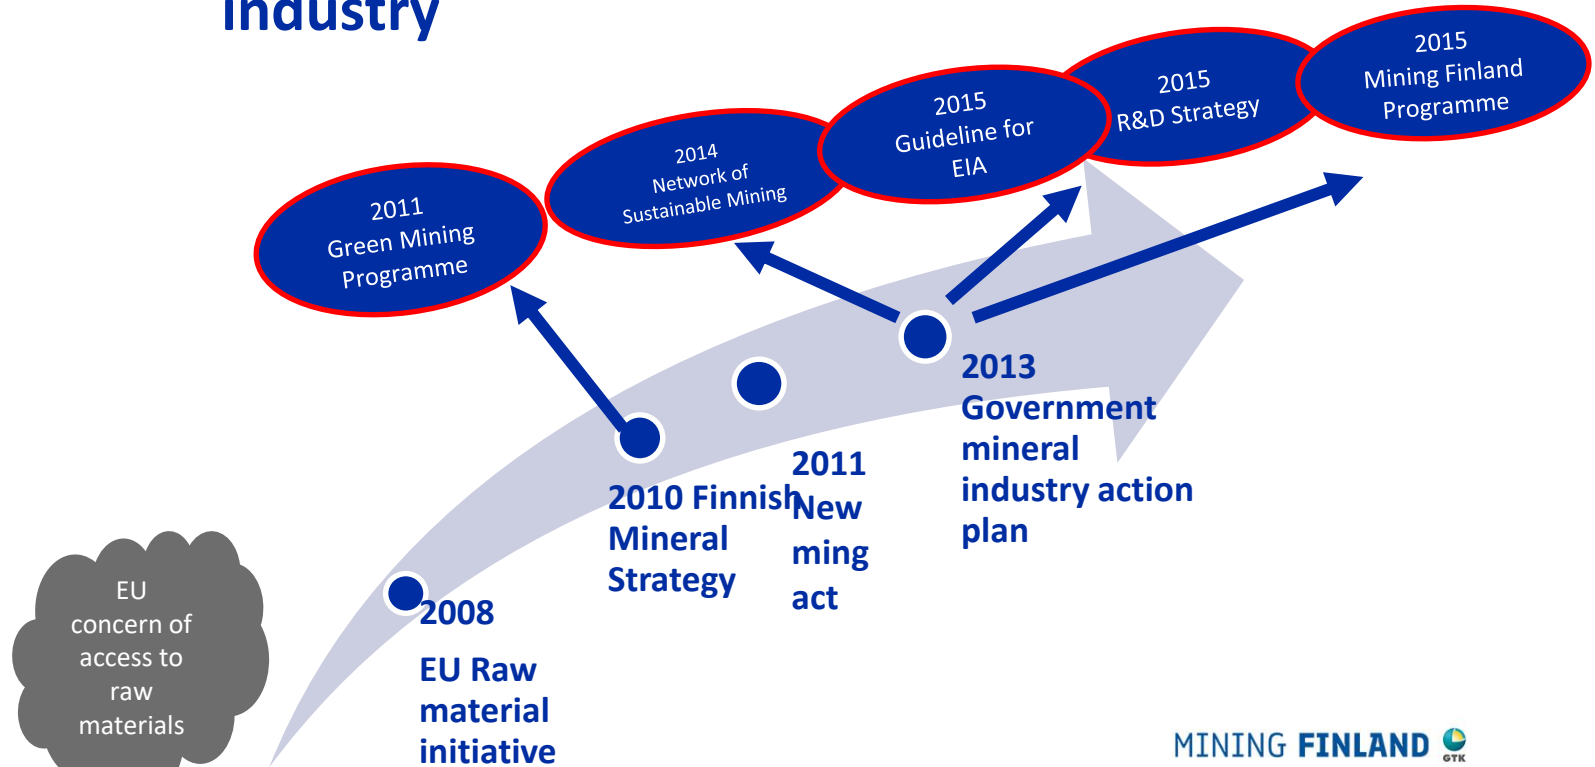 industry
2011
Green Mining
Programme
2014
Network of
Sustainable Mining
2015
Guideline for
EIA
2015
R&D Strategy
2015
Mining Finland
Programme
EU
concern of
access to
raw
materials
2008
EU Raw
material
initiative
2010 Finnish
Mineral
Strategy
2011
New
ming
act
2013
Government
mineral
industry action
plan
MINING FINLAND
GTK